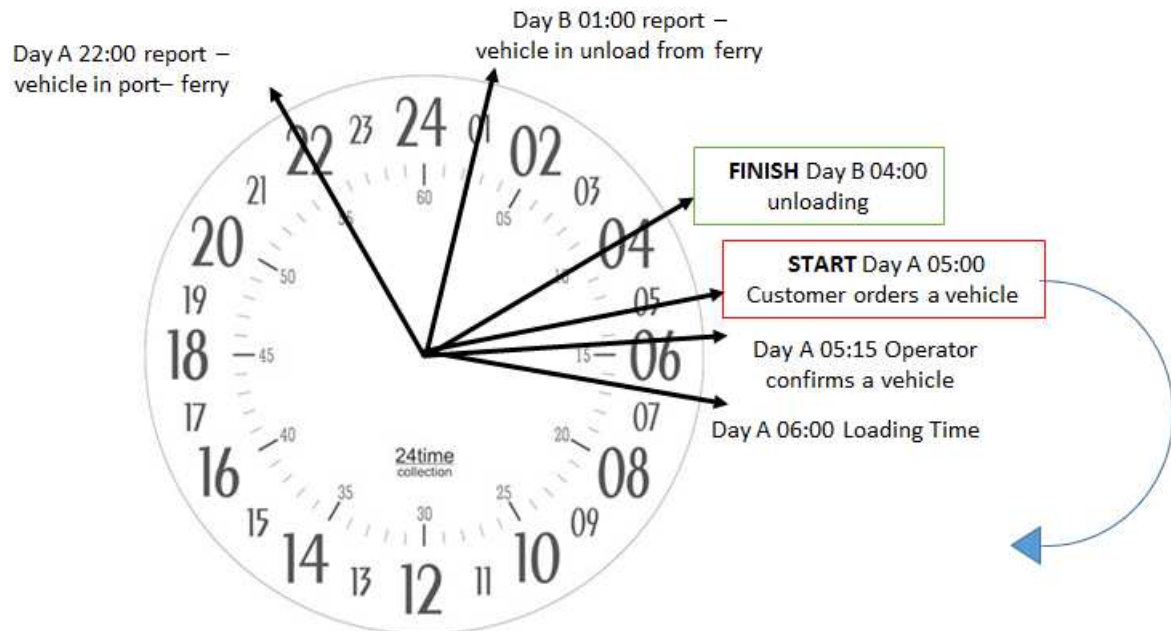 Day B 01:00 report –
vehicle in unload from ferry
Day A 22:00 report –
vehicle in port– ferry
FINISH Day B 04:00
unloading
START Day A 05:00
Customer orders a vehicle
Day A 05:15 Operator
confirms a vehicle
Day A 06:00 Loading Time
24
01
02
03
04
05
06
07
08
09
10
11
12
13
14
15
16
17
18
19
20
21
22
23
60
05
10
15
20
25
30
35
40
45
50
55
24time
collection